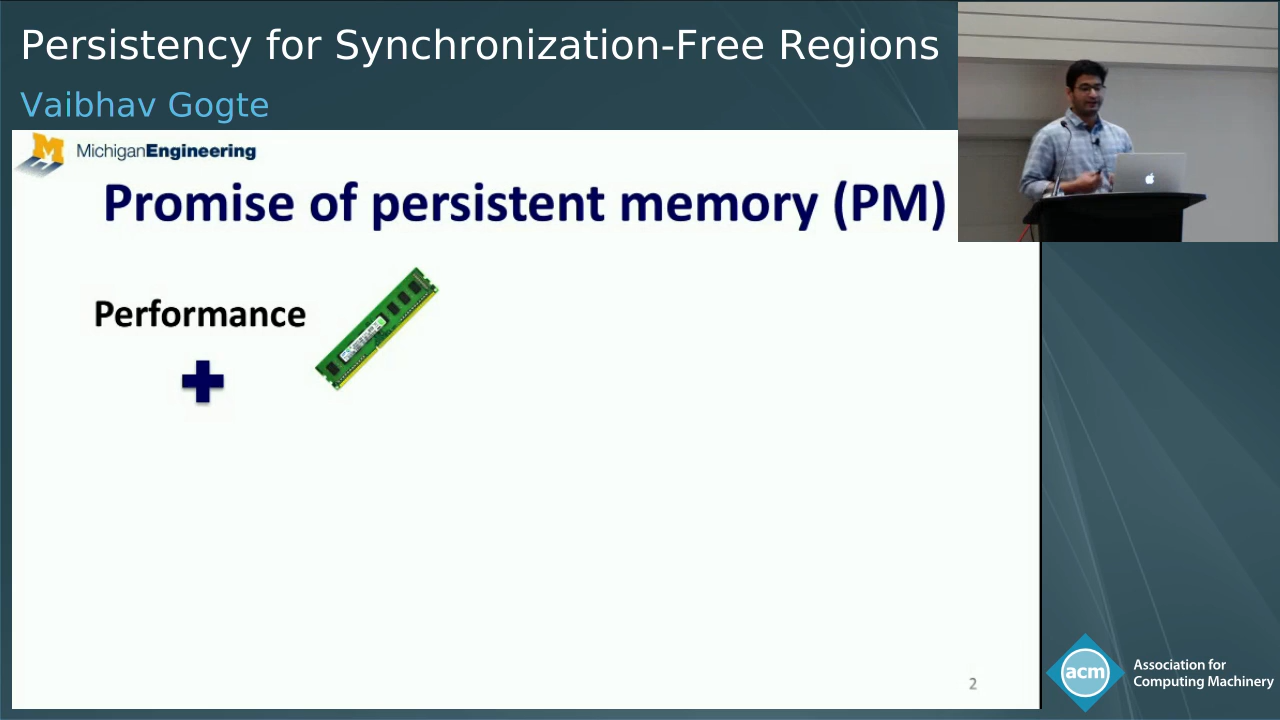 Persistency for Synchronization-Free Regions
Vaibhav Gogte
MichiganEngineering
Promise of persistent memory (PM)
Performance
2
acm
Association for
Computing Machinery